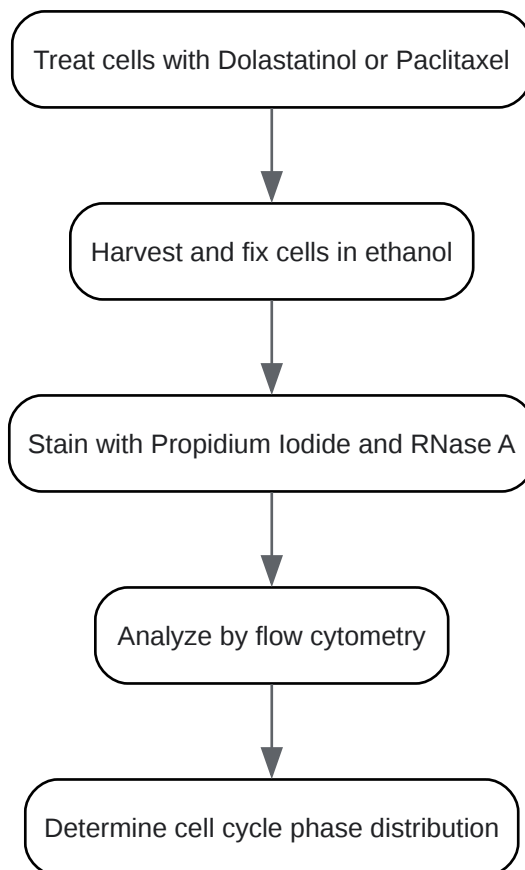 Treat cells with Dolastatinol or Paclitaxel
Harvest and fix cells in ethanol
Stain with Propidium Iodide and RNase A
Analyze by flow cytometry
Determine cell cycle phase distribution